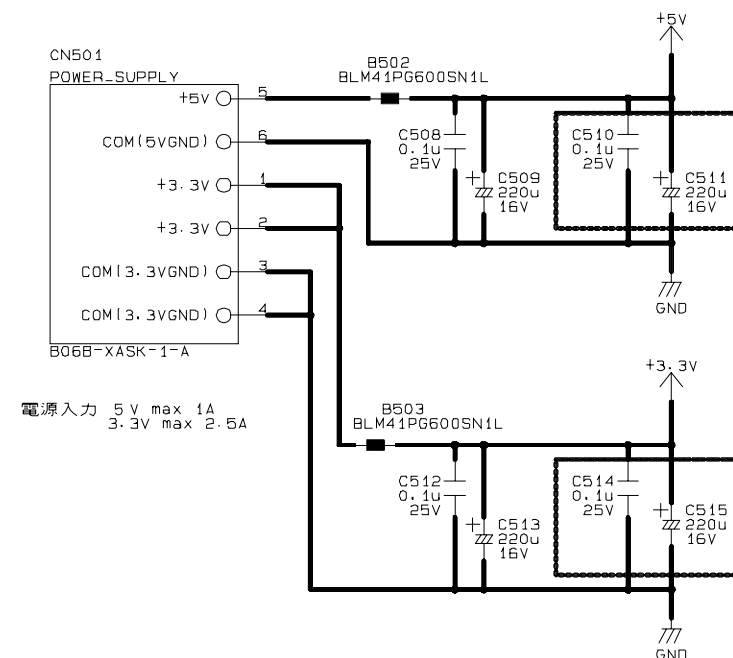 +5V
CN501
POWER_SUPPLY
B502
BLM41PG600SN1L
+5V
5
COM(5VGND)
6
+3.3V
1
+3.3V
2
COM(3.3VGND)
3
COM(3.3VGND)
4
B06B-XASK-1-A
C508
0.1u
25V
+
C509
220u
16V
C510
0.1u
25V
+
C511
220u
16V
GND
電源入力 5V max 1A
3.3V max 2.5A
+3.3V
B503
BLM41PG600SN1L
C512
0.1u
25V
+
C513
220u
16V
C514
0.1u
25V
+
C515
220u
16V
GND